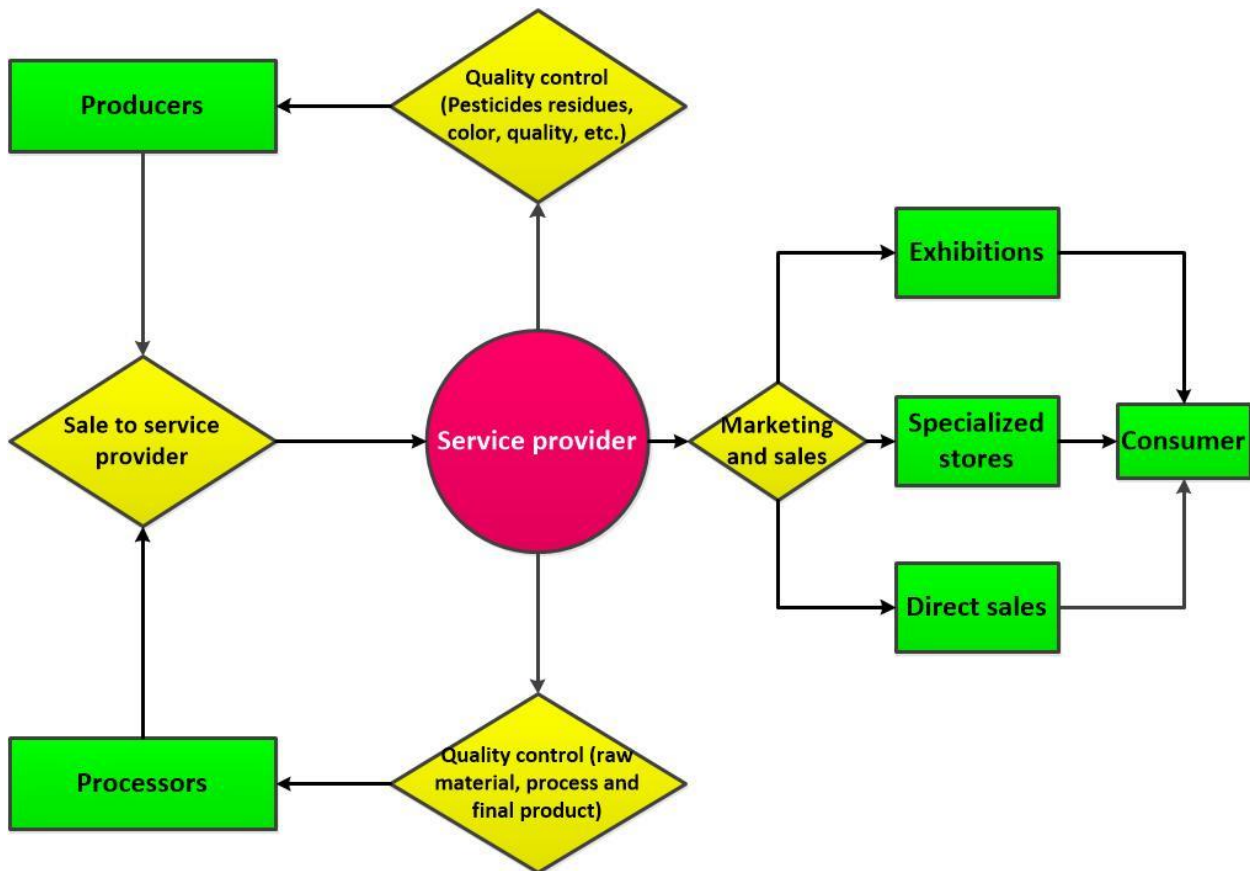 Producers
Quality control
(Pesticides residues,
color, quality, etc.)
Exhibitions
Sale to service
provider
Service provider
Marketing
and sales
Specialized
stores
Consumer
Direct sales
Processors
Quality control (raw
material, process and
final product)